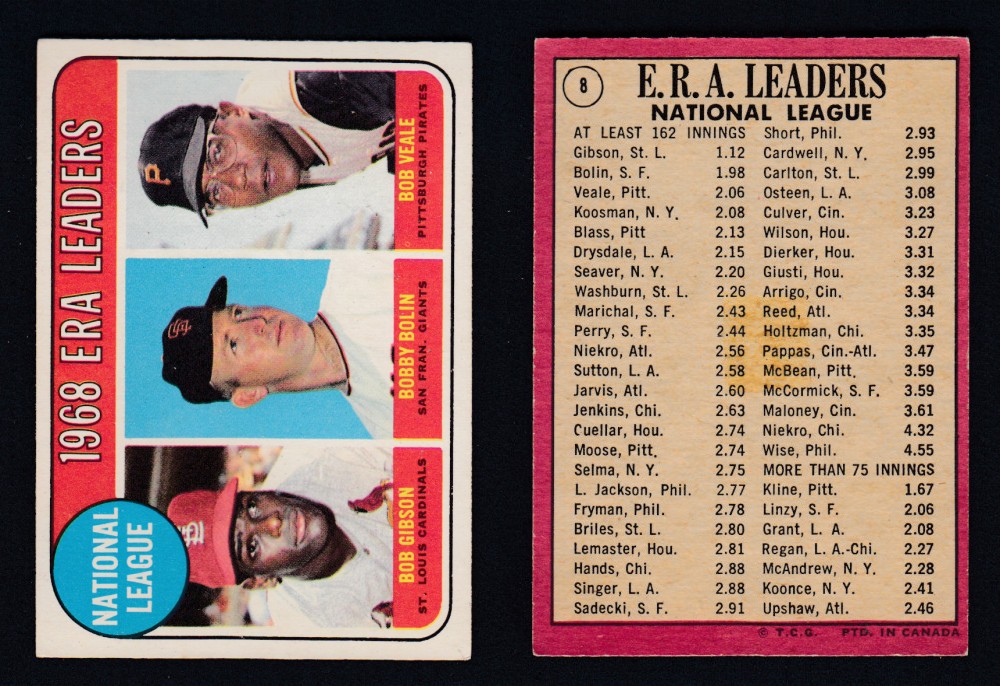 1968 ERA LEADERS
NATIONAL
LEAGUE
P
BOB VEALE
PITTSBURGH PIRATES
SF
BOBBY BOLIN
SAN FRAN. GIANTS
STL
BOB GIBSON
ST. LOUIS CARDINALS
8
E.R.A. LEADERS
NATIONAL LEAGUE
AT LEAST 162 INNINGS
Gibson, St. L. 1.12
Bolin, S. F. 1.98
Veale, Pitt. 2.06
Koosman, N. Y. 2.08
Blass, Pitt 2.13
Drysdale, L. A. 2.15
Seaver, N. Y. 2.20
Washburn, St. L. 2.26
Marichal, S. F. 2.43
Perry, S. F. 2.44
Niekro, Atl. 2.56
Sutton, L. A. 2.58
Jarvis, Atl. 2.60
Jenkins, Chi. 2.63
Cuellar, Hou. 2.74
Moose, Pitt. 2.74
Selma, N. Y. 2.75
L. Jackson, Phil. 2.77
Fryman, Phil. 2.78
Briles, St. L. 2.80
Lemaster, Hou. 2.81
Hands, Chi. 2.88
Singer, L. A. 2.88
Sadecki, S. F. 2.91
Short, Phil. 2.93
Cardwell, N. Y. 2.95
Carlton, St. L. 2.99
Osteen, L. A. 3.08
Culver, Cin. 3.23
Wilson, Hou. 3.27
Dierker, Hou. 3.31
Giusti, Hou. 3.32
Arrigo, Cin. 3.34
Reed, Atl. 3.34
Holtzman, Chi. 3.35
Pappas, Cin.-Atl. 3.47
McBean, Pitt. 3.59
McCormick, S. F. 3.59
Maloney, Cin. 3.61
Niekro, Chi. 4.32
Wise, Phil. 4.55
MORE THAN 75 INNINGS
Kline, Pitt. 1.67
Linzy, S. F. 2.06
Grant, L. A. 2.08
Regan, L. A.-Chi. 2.27
McAndrew, N. Y. 2.28
Koonce, N. Y. 2.41
Upshaw, Atl. 2.46
© T.C.G. PTD. IN CANADA